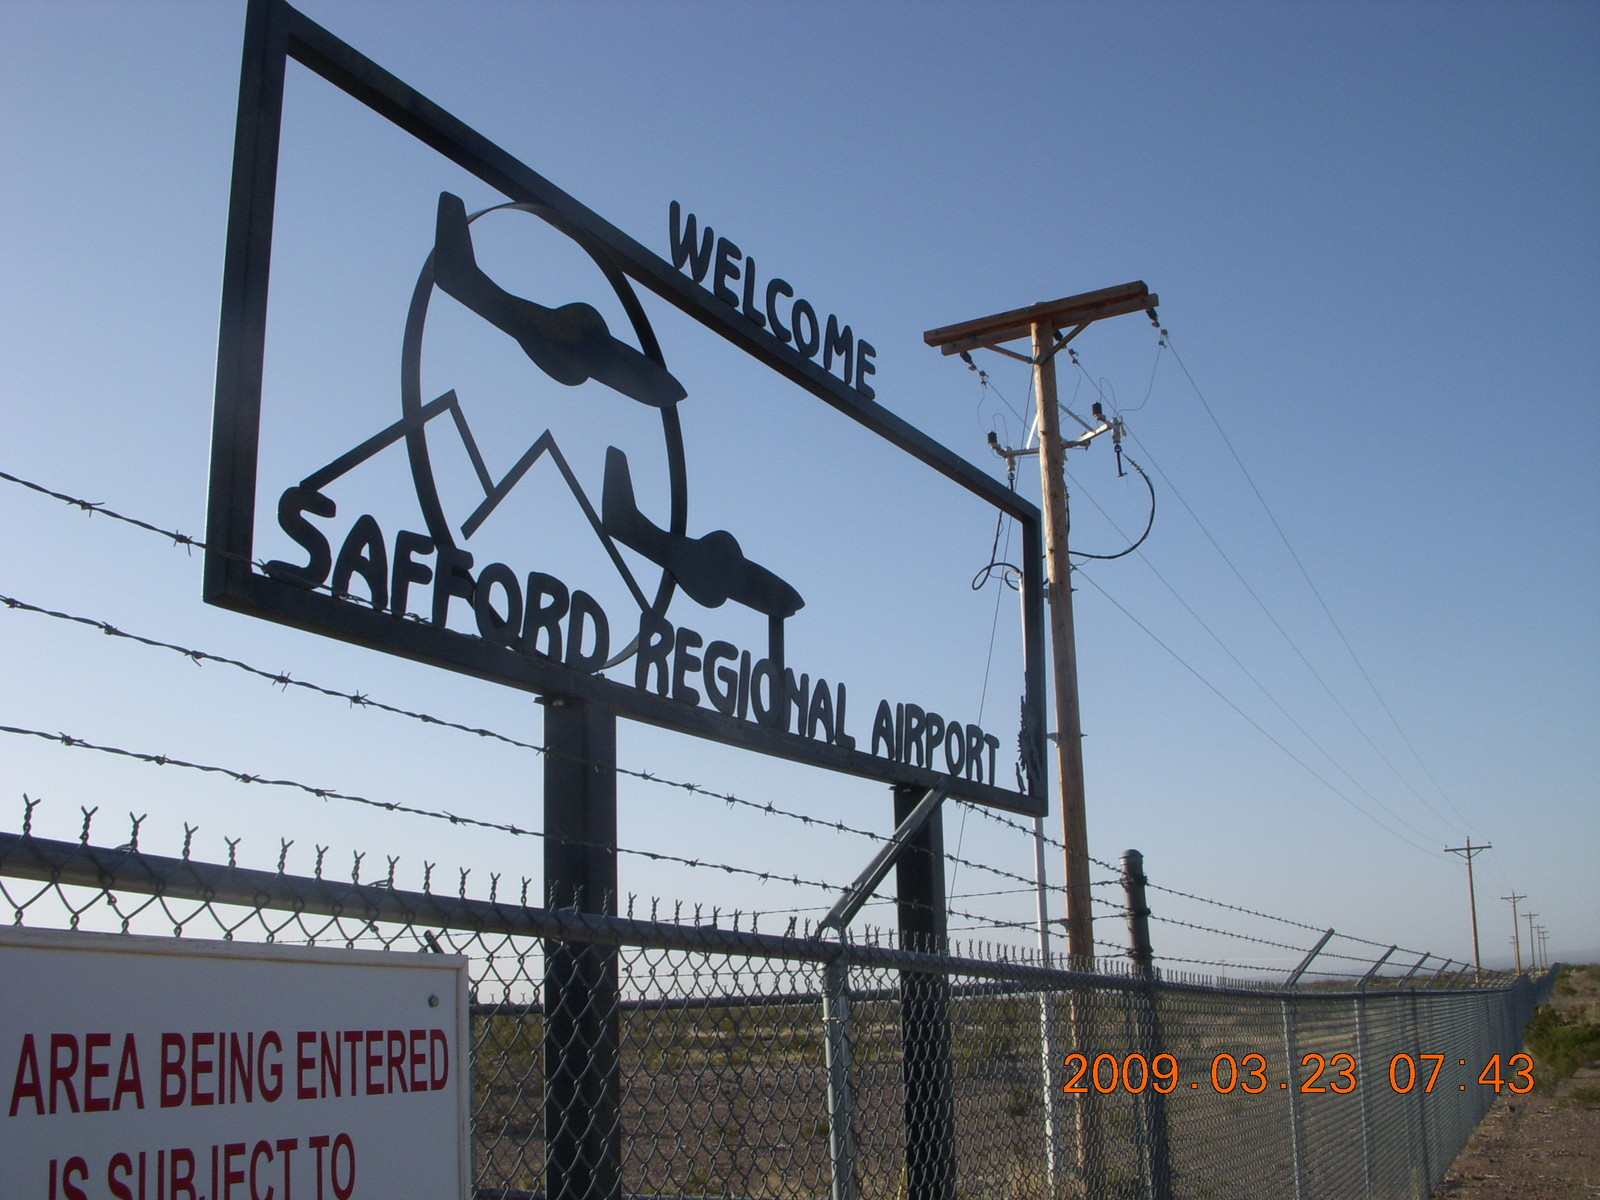 WELCOME
SAFFORD REGIONAL AIRPORT
AREA BEING ENTERED
IS SUBJECT TO
2009.03.23 07:43